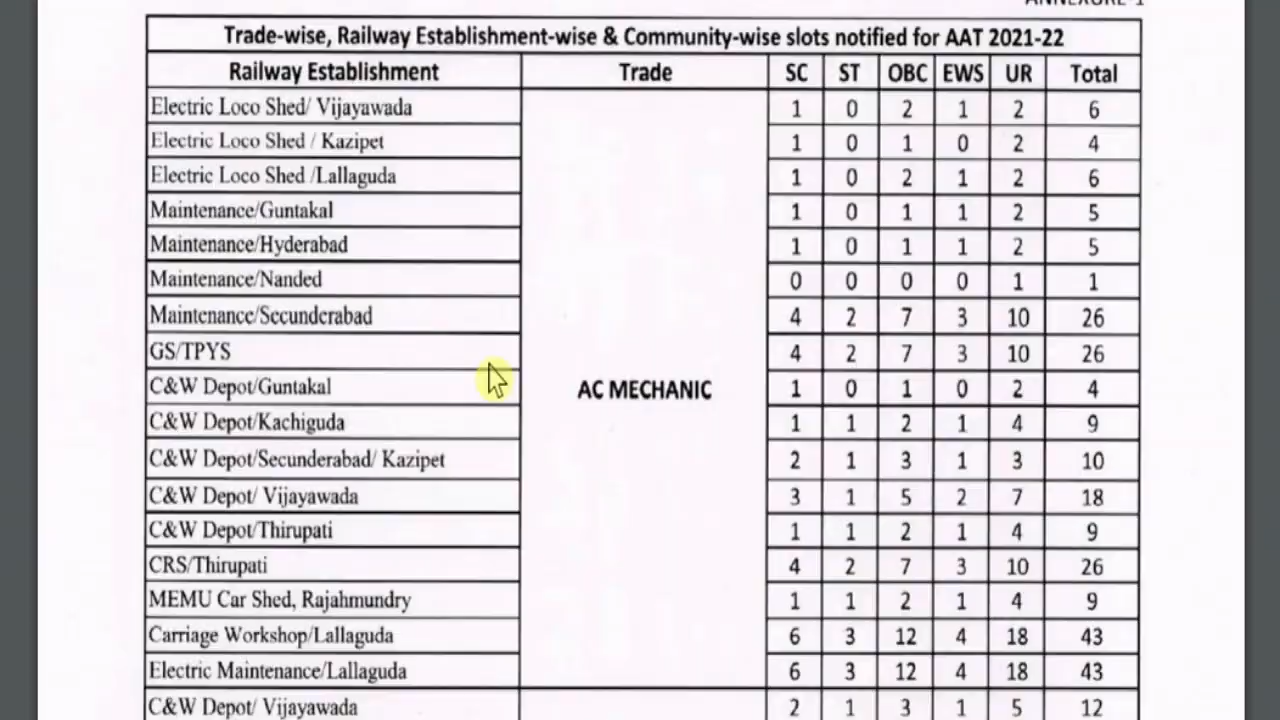 ANNEXURE-1
Trade-wise, Railway Establishment-wise & Community-wise slots notified for AAT 2021-22
Railway Establishment Trade SC ST OBC EWS UR Total
Electric Loco Shed/ Vijayawada 1 0 2 1 2 6
Electric Loco Shed / Kazipet 1 0 1 0 2 4
Electric Loco Shed /Lallaguda 1 0 2 1 2 6
Maintenance/Guntakal 1 0 1 1 2 5
Maintenance/Hyderabad 1 0 1 1 2 5
Maintenance/Nanded 0 0 0 0 1 1
Maintenance/Secunderabad 4 2 7 3 10 26
GS/TPYS 4 2 7 3 10 26
C&W Depot/Guntakal AC MECHANIC 1 0 1 0 2 4
C&W Depot/Kachiguda 1 1 2 1 4 9
C&W Depot/Secunderabad/ Kazipet 2 1 3 1 3 10
C&W Depot/ Vijayawada 3 1 5 2 7 18
C&W Depot/Thirupati 1 1 2 1 4 9
CRS/Thirupati 4 2 7 3 10 26
MEMU Car Shed, Rajahmundry 1 1 2 1 4 9
Carriage Workshop/Lallaguda 6 3 12 4 18 43
Electric Maintenance/Lallaguda 6 3 12 4 18 43
C&W Depot/ Vijayawada 2 1 3 1 5 12